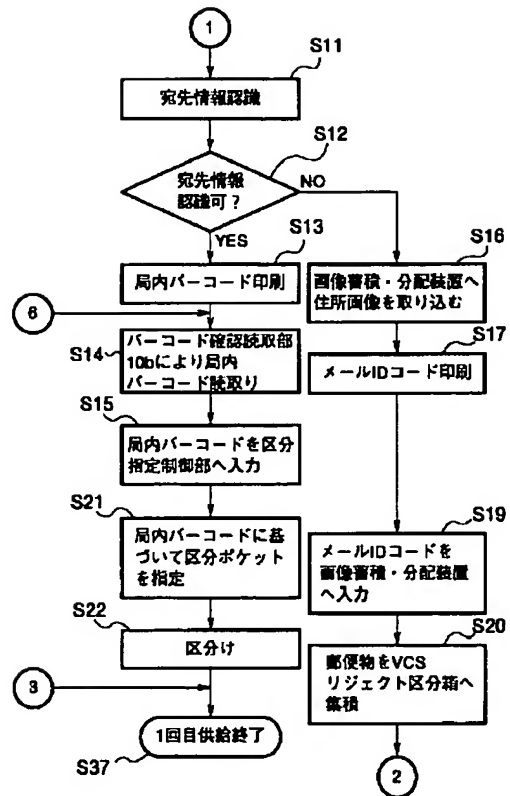 1
S11
宛先情報認識
S12
宛先情報
認識可？
NO
YES
S13
局内バーコード印刷
6
S14
バーコード確認読取部
10bにより局内
バーコード読取り
S15
局内バーコードを区分
指定制御部へ入力
S21
局内バーコードに基
づいて区分ポケット
を指定
S22
区分け
3
1回目供給終了
S37
S16
画像蓄積・分配装置へ
住所画像を取り込む
S17
メールIDコード印刷
S19
メールIDコードを
画像蓄積・分配装置
へ入力
S20
郵便物をVCS
リジェクト区分箱へ
集積
2